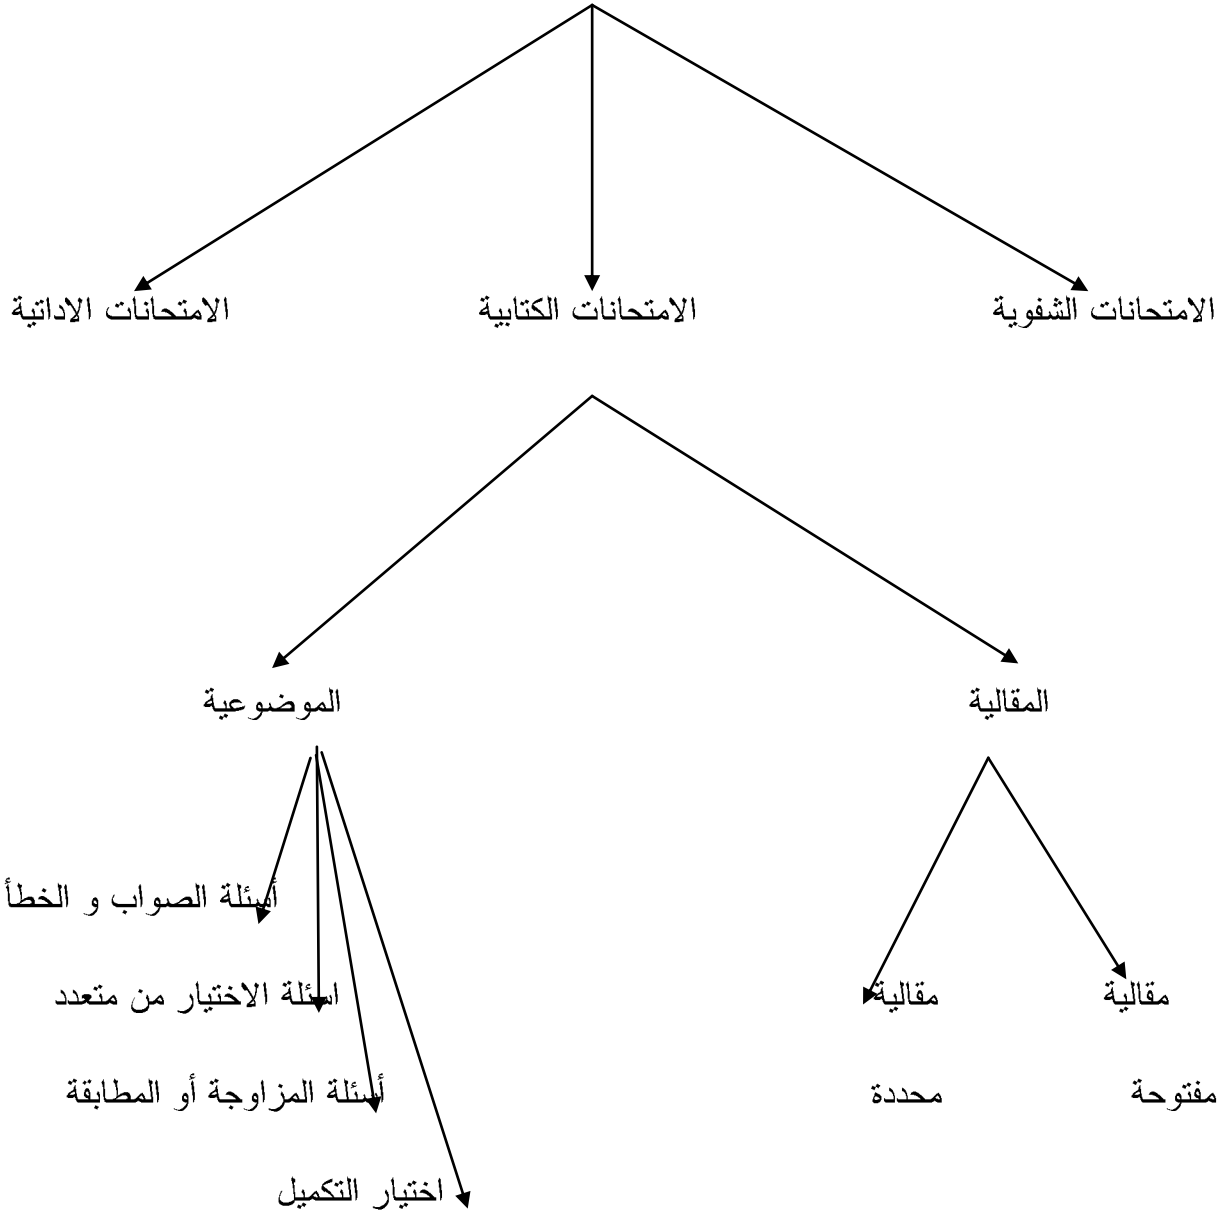 الامتحانات الشفوية
الامتحانات الكتابية
الامتحانات الاداتية
المقالية
الموضوعية
أسئلة الصواب و الخطأ
اسئلة الاختيار من متعدد
مقالية
مقالية
أسئلة المزاوجة أو المطابقة
مفتوحة
محددة
اختيار التكميل